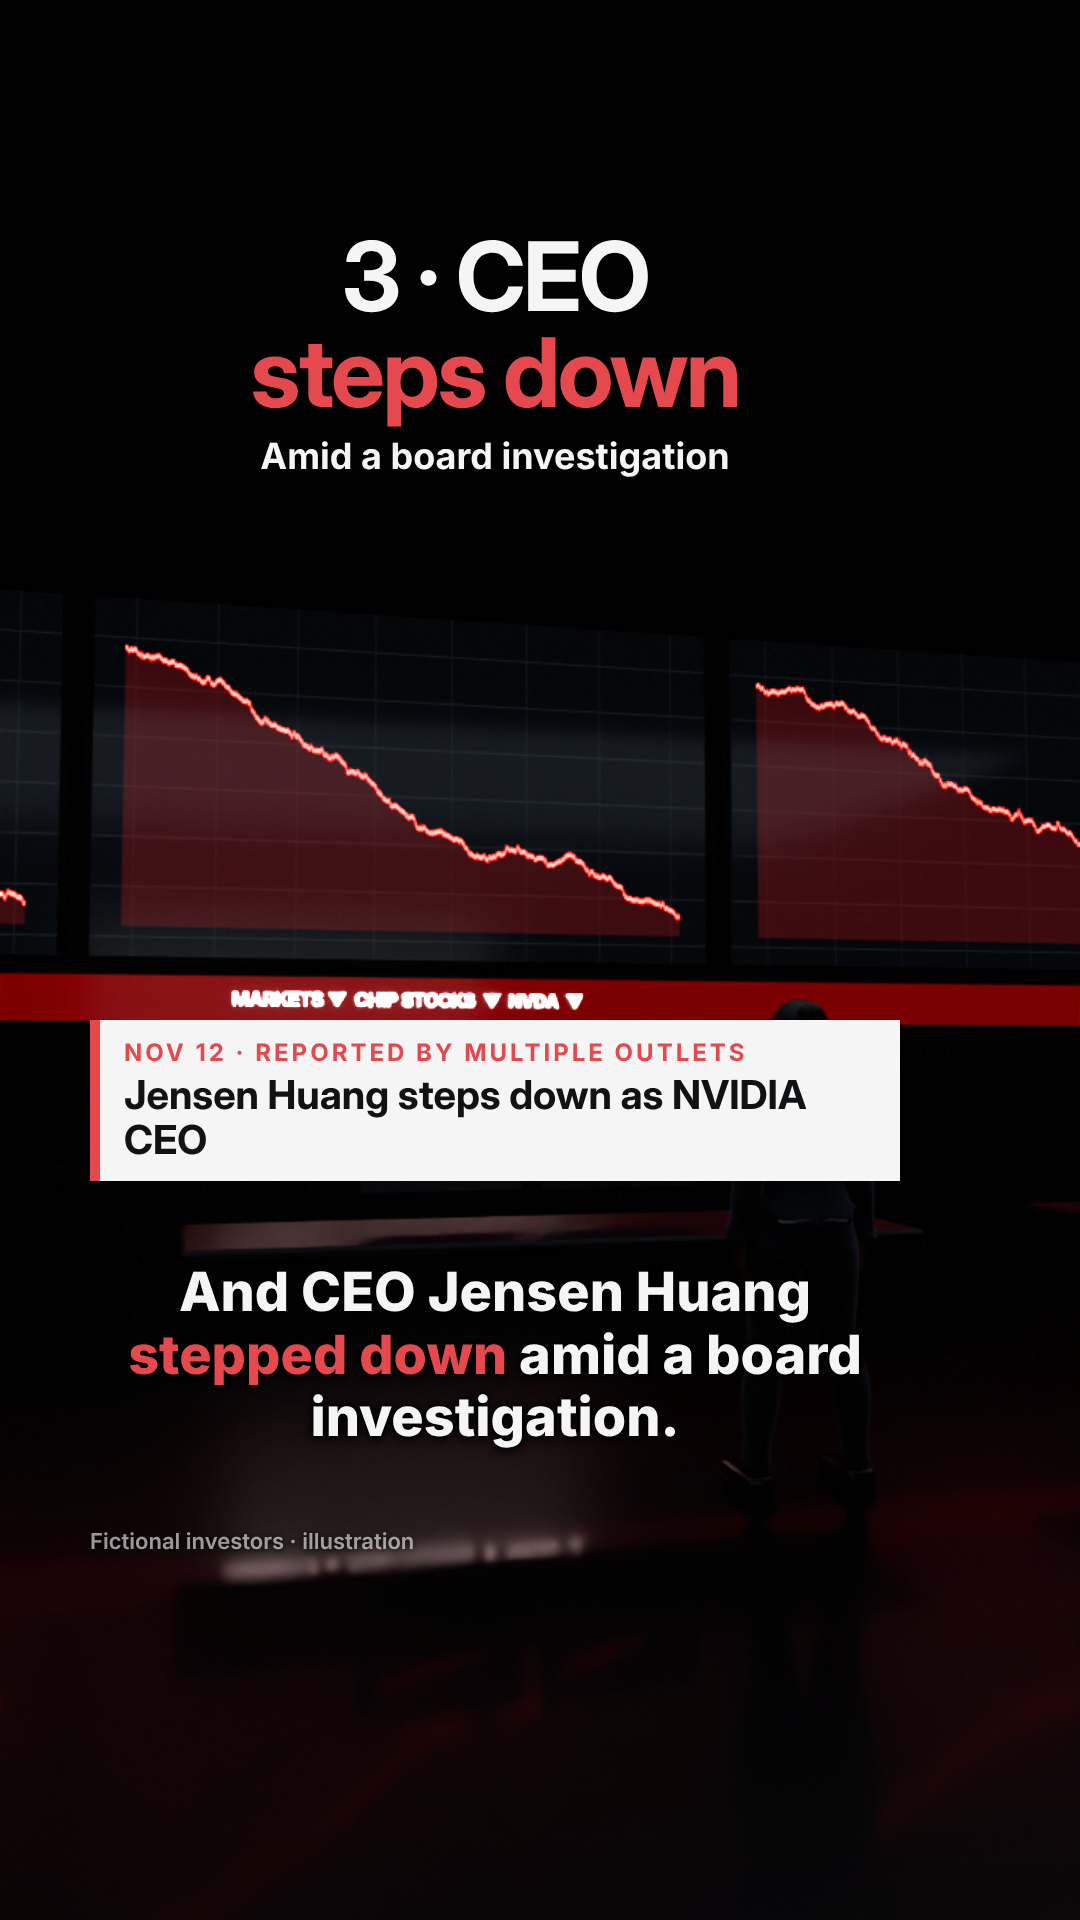 3 · CEO
steps down
Amid a board investigation
MARKETS ▼ CHIP STOCKS ▼ NVDA ▼
NOV 12 · REPORTED BY MULTIPLE OUTLETS
Jensen Huang steps down as NVIDIA
CEO
And CEO Jensen Huang
stepped down amid a board
investigation.
Fictional investors · illustration